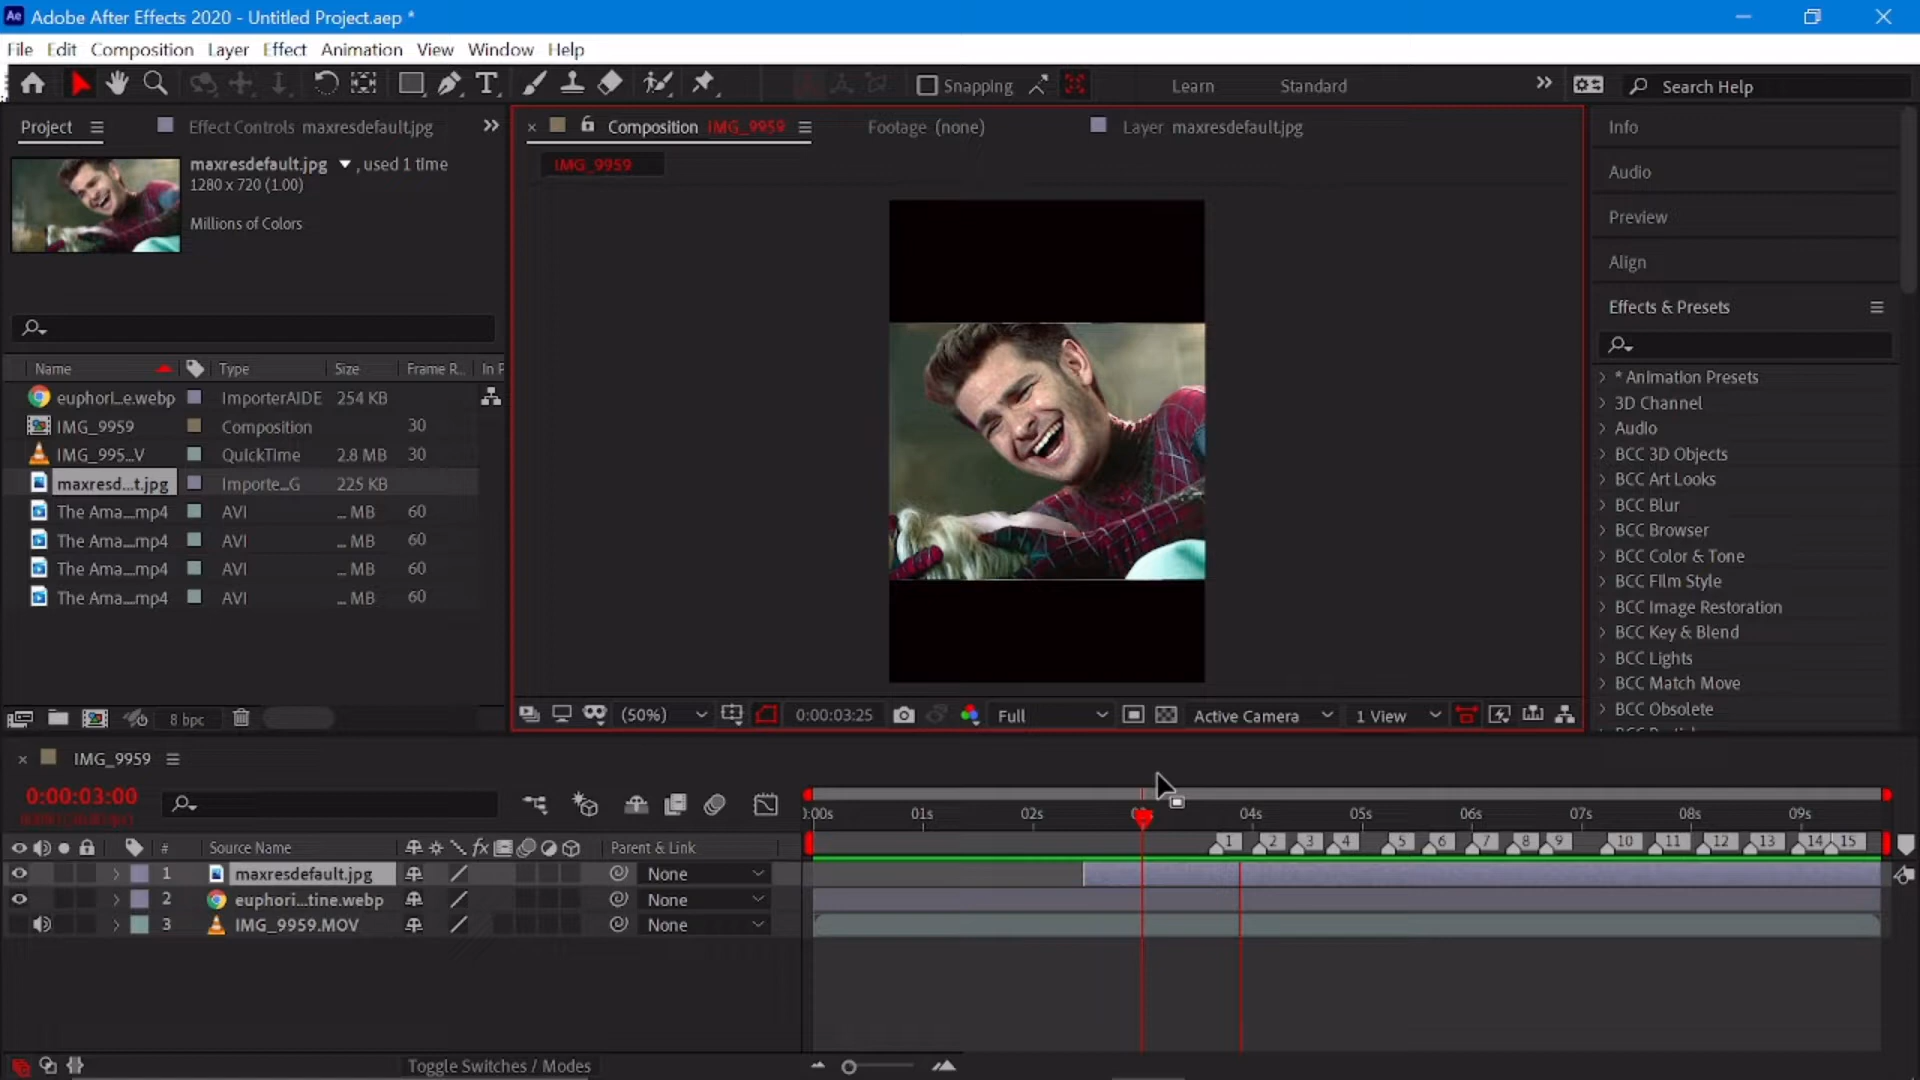 Ae Adobe After Effects 2020 - Untitled Project.aep *
File Edit Composition Layer Effect Animation View Window Help
Snapping Learn Standard Search Help
Project Effect Controls maxresdefault.jpg
Composition IMG_9959 Footage (none) Layer maxresdefault.jpg
IMG_9959
maxresdefault.jpg , used 1 time
1280 x 720 (1.00)
Millions of Colors
Name Type Size Frame R... In P
euphori...e.webp ImporterAIDE 254 KB
IMG_9959 Composition 30
IMG_995...V QuickTime 2.8 MB 30
maxresd...t.jpg Importe...G 225 KB
The Ama...mp4 AVI ... MB 60
The Ama...mp4 AVI ... MB 60
The Ama...mp4 AVI ... MB 60
The Ama...mp4 AVI ... MB 60
8 bpc
(50%) 0:00:03:25 Full Active Camera 1 View
Info
Audio
Preview
Align
Effects & Presets
* Animation Presets
3D Channel
Audio
BCC 3D Objects
BCC Art Looks
BCC Blur
BCC Browser
BCC Color & Tone
BCC Film Style
BCC Image Restoration
BCC Key & Blend
BCC Lights
BCC Match Move
BCC Obsolete
IMG_9959
0:00:03:00
):00s 01s 02s 04s 05s 06s 07s 08s 09s
1 2 3 4 5 6 7 8 9 10 11 12 13 14 15
# Source Name fx Parent & Link
1 maxresdefault.jpg None
2 euphori...tine.webp None
3 IMG_9959.MOV None
Toggle Switches / Modes